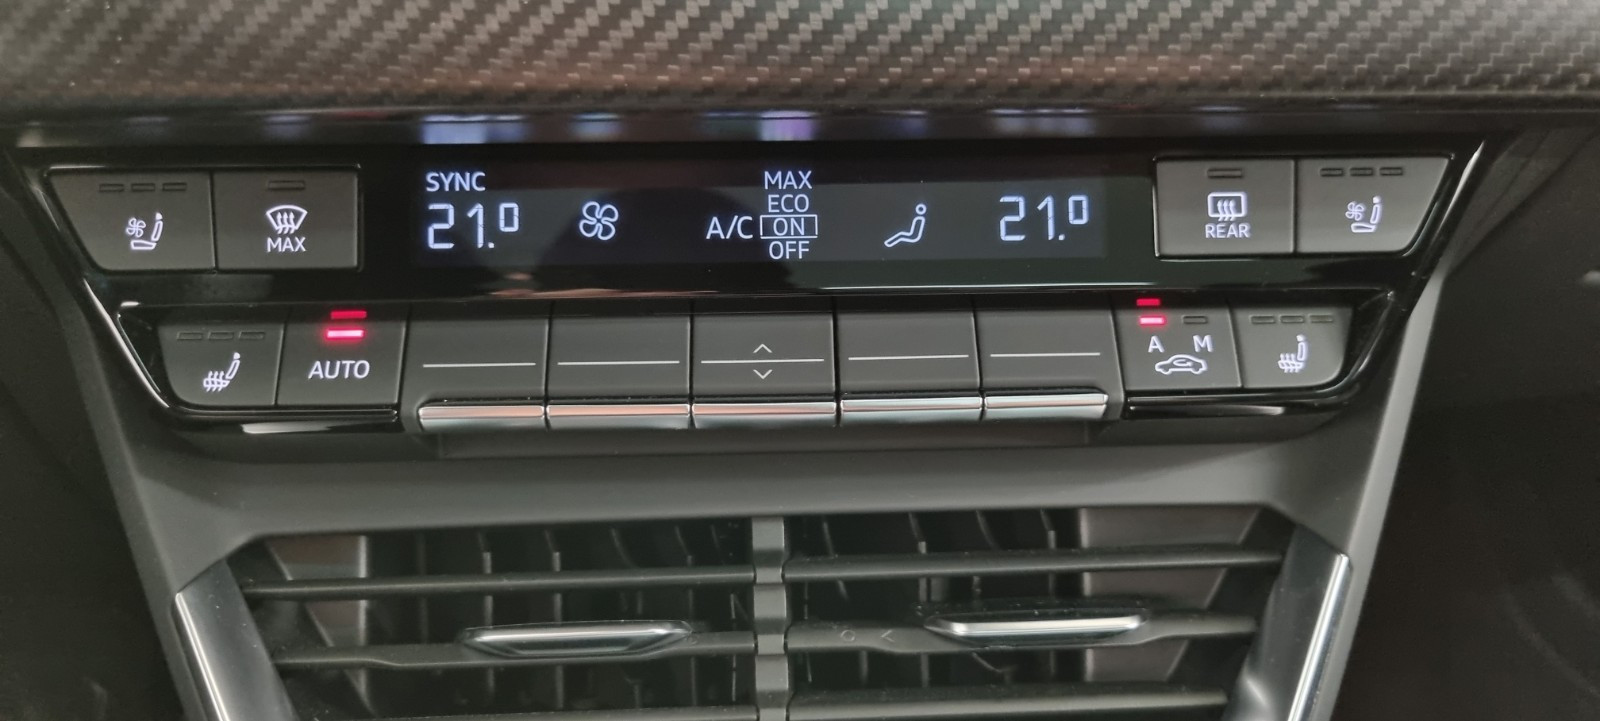 SYNC
21.0
A/C
MAX
ECO
ON
OFF
21.0
MAX
REAR
AUTO
A M